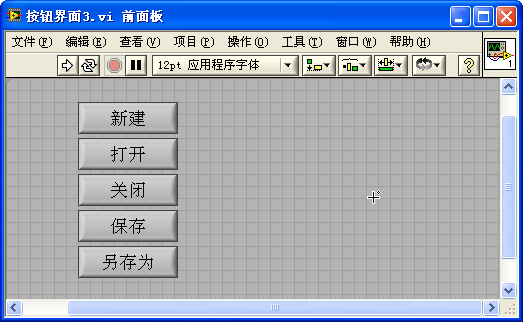 按钮界面3.vi 前面板
文件(F) 编辑(E) 查看(V) 项目(P) 操作(O) 工具(T) 窗口(W) 帮助(H)
12pt 应用程序字体
1
新建
打开
关闭
保存
另存为